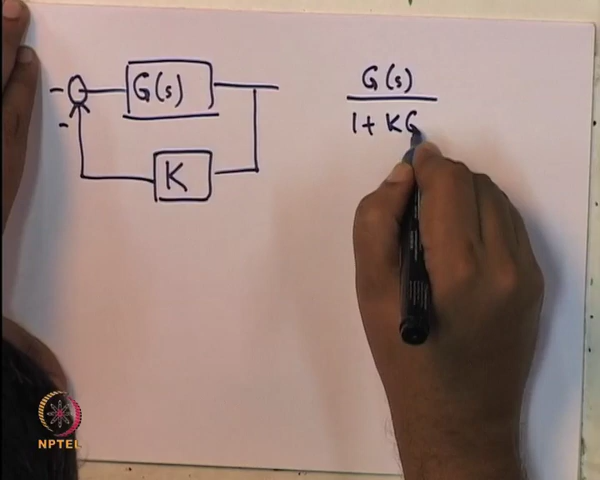 G(s)
K
-
-
G(s)
1 + KG
NPTEL